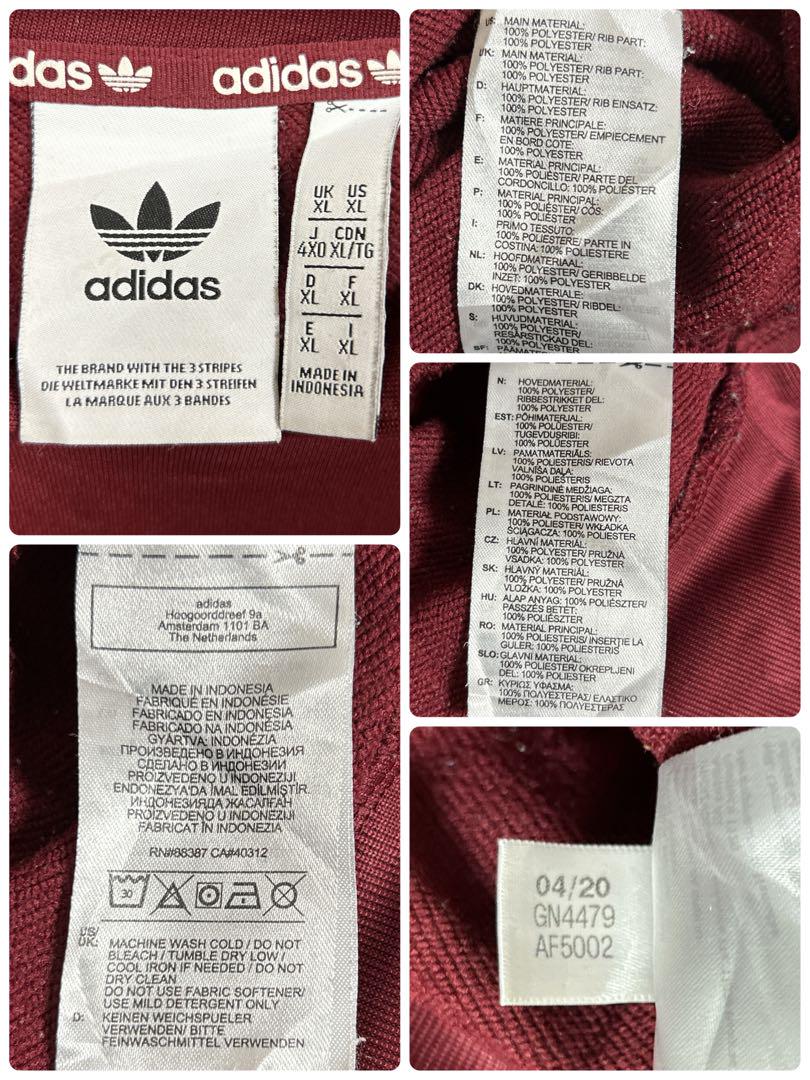 das
adidas
adidas
THE BRAND WITH THE 3 STRIPES
DIE WELTMARKE MIT DEN 3 STREIFEN
LA MARQUE AUX 3 BANDES
UK US
XL XL
J CDN
4XO XL/TG
D F
XL XL
E I
XL XL
MADE IN
INDONESIA
US: MAIN MATERIAL:
100% POLYESTER/ RIB PART:
100% POLYESTER
UK: MAIN MATERIAL:
100% POLYESTER/ RIB PART:
100% POLYESTER
D: HAUPTMATERIAL:
100% POLYESTER/ RIB EINSATZ:
100% POLYESTER
F: MATIERE PRINCIPALE:
100% POLYESTER/ EMPIECEMENT
EN BORD COTE:
100% POLYESTER
E: MATERIAL PRINCIPAL:
100% POLIÉSTER/ PARTE DEL
CORDONCILLO: 100% POLIÉSTER
P: MATERIAL PRINCIPAL:
100% POLIÉSTER/ CÓS:
100% POLIÉSTER
I: PRIMO TESSUTO:
100% POLIESTERE/ PARTE IN
COSTINA: 100% POLIESTERE
NL: HOOFDMATERIAAL:
100% POLYESTER/ GERIBBELDE
INZET: 100% POLYESTER
DK: HOVEDMATERIALE:
100% POLYESTER/ RIBDEL:
100% POLYESTER
S: HUVUDMATERIAL:
100% POLYESTER/
RESÅRSTICKAD DEL:
100% POLYESTER
SF: PÄÄMATE
N: HOVEDMATERIAL:
100% POLYESTER/
RIBBESTRIKKET DEL:
100% POLYESTER
EST: PÕHIMATERJAL:
100% POLÜESTER/
TUGEVDUSRIBI:
100% POLÜESTER
LV: PAMATMATERIĀLS:
100% POLIESTERIS/ RIEVOTA
VALNĪŠA DAĻA:
100% POLIESTERIS
LT: PAGRINDINĖ MEDŽIAGA:
100% POLIESTERIS/ MEGZTA
DETALĖ: 100% POLIESTERIS
PL: MATERIAŁ PODSTAWOWY:
100% POLIESTER/ WKŁADKA
ŚCIĄGACZA: 100% POLIESTER
CZ: HLAVNÍ MATERIÁL:
100% POLYESTER/ PRUŽNÁ
VSADKA: 100% POLYESTER
SK: HLAVNÝ MATERIÁL:
100% POLYESTER/ PRUŽNÁ
VLOŽKA: 100% POLYESTER
HU: ALAP ANYAG: 100% POLIÉSZTER/
PASSZÉS BETÉT:
100% POLIÉSZTER
RO: MATERIAL PRINCIPAL:
100% POLIESTERIS/ INSERŢIE LA
GULER: 100% POLIESTERIS
SLO: GLAVNI MATERIAL:
100% POLIESTER/ OKREPLJENI
DEL: 100% POLIESTER
GR: ΚΥΡΙΩΣ ΥΦΑΣΜΑ:
100% ΠΟΛΥΕΣΤΕΡΑΣ/ ΕΛΑΣΤΙΚΟ
ΜΕΡΟΣ: 100% ΠΟΛΥΕΣΤΕΡΑΣ
adidas
Hoogoorddreef 9a
Amsterdam 1101 BA
The Netherlands
MADE IN INDONESIA
FABRIQUÉ EN INDONÉSIE
FABRICADO EN INDONESIA
FABRICADO NA INDONÉSIA
GYÁRTVA: INDONÉZIA
ПРОИЗВЕДЕНО В ИНДОНЕЗИЯ
СДЕЛАНО В ИНДОНЕЗИИ
PROIZVEDENO U INDONEZIJI
ENDONEZYA'DA IMAL EDİLMİŞTİR.
ИНДОНЕЗИЯДА ЖАСАЛҒАН
PROIZVEDENO U INDONEZIJI
FABRICAT ÎN INDONEZIA
RN#88387 CA#40312
30
US/
UK: MACHINE WASH COLD / DO NOT
BLEACH / TUMBLE DRY LOW /
COOL IRON IF NEEDED / DO NOT
DRY CLEAN
DO NOT USE FABRIC SOFTENER/
USE MILD DETERGENT ONLY
D: KEINEN WEICHSPUELER
VERWENDEN/ BITTE
FEINWASCHMITTEL VERWENDEN
04/20
GN4479
AF5002